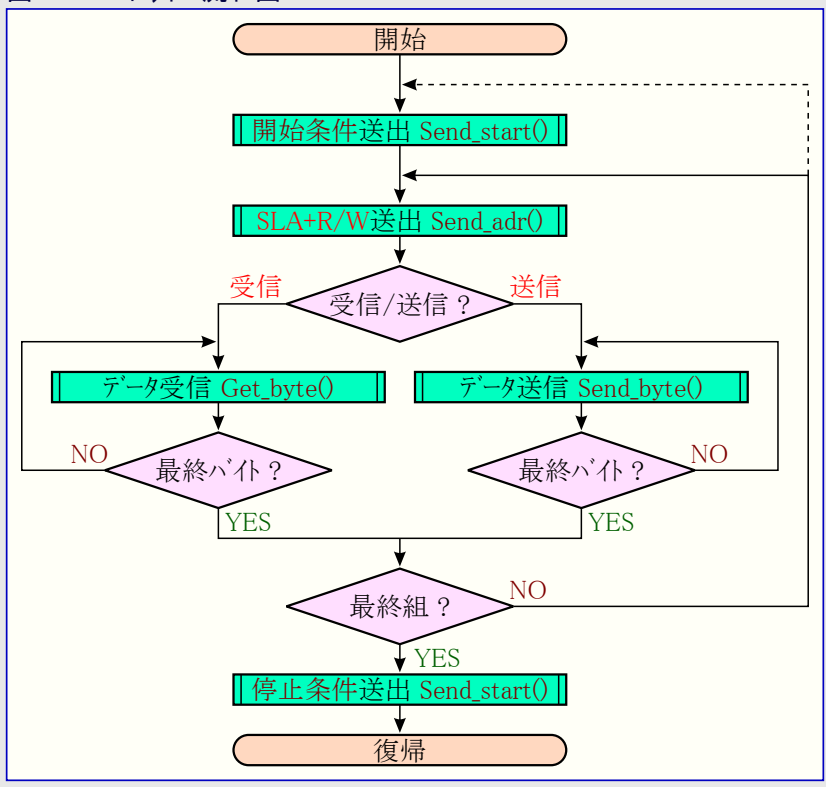 開始
開始条件送出 Send_start()
SLA+R/W送出 Send_adr()
受信
送信
受信/送信 ?
データ受信 Get_byte()
データ送信 Send_byte()
NO
最終バイト ?
最終バイト ?
NO
YES
YES
最終組 ?
NO
YES
停止条件送出 Send_start()
復帰